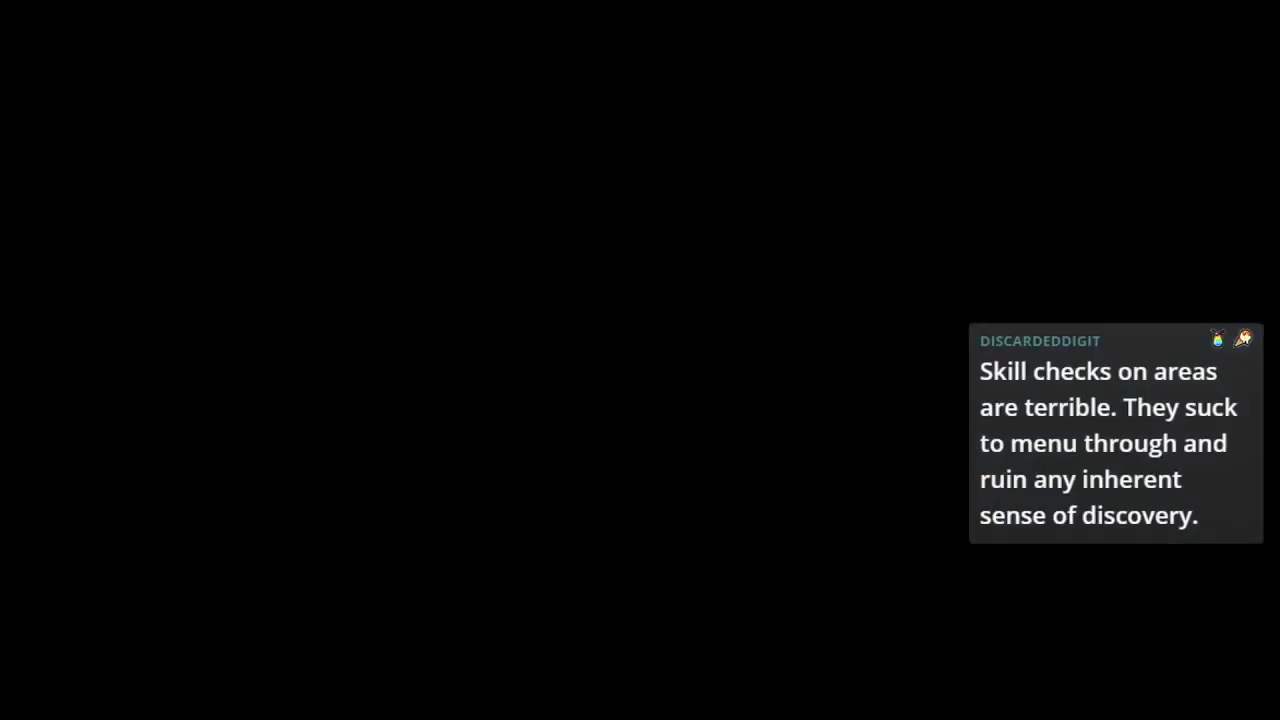 DISCARDEDDIGIT
Skill checks on areas
are terrible. They suck
to menu through and
ruin any inherent
sense of discovery.